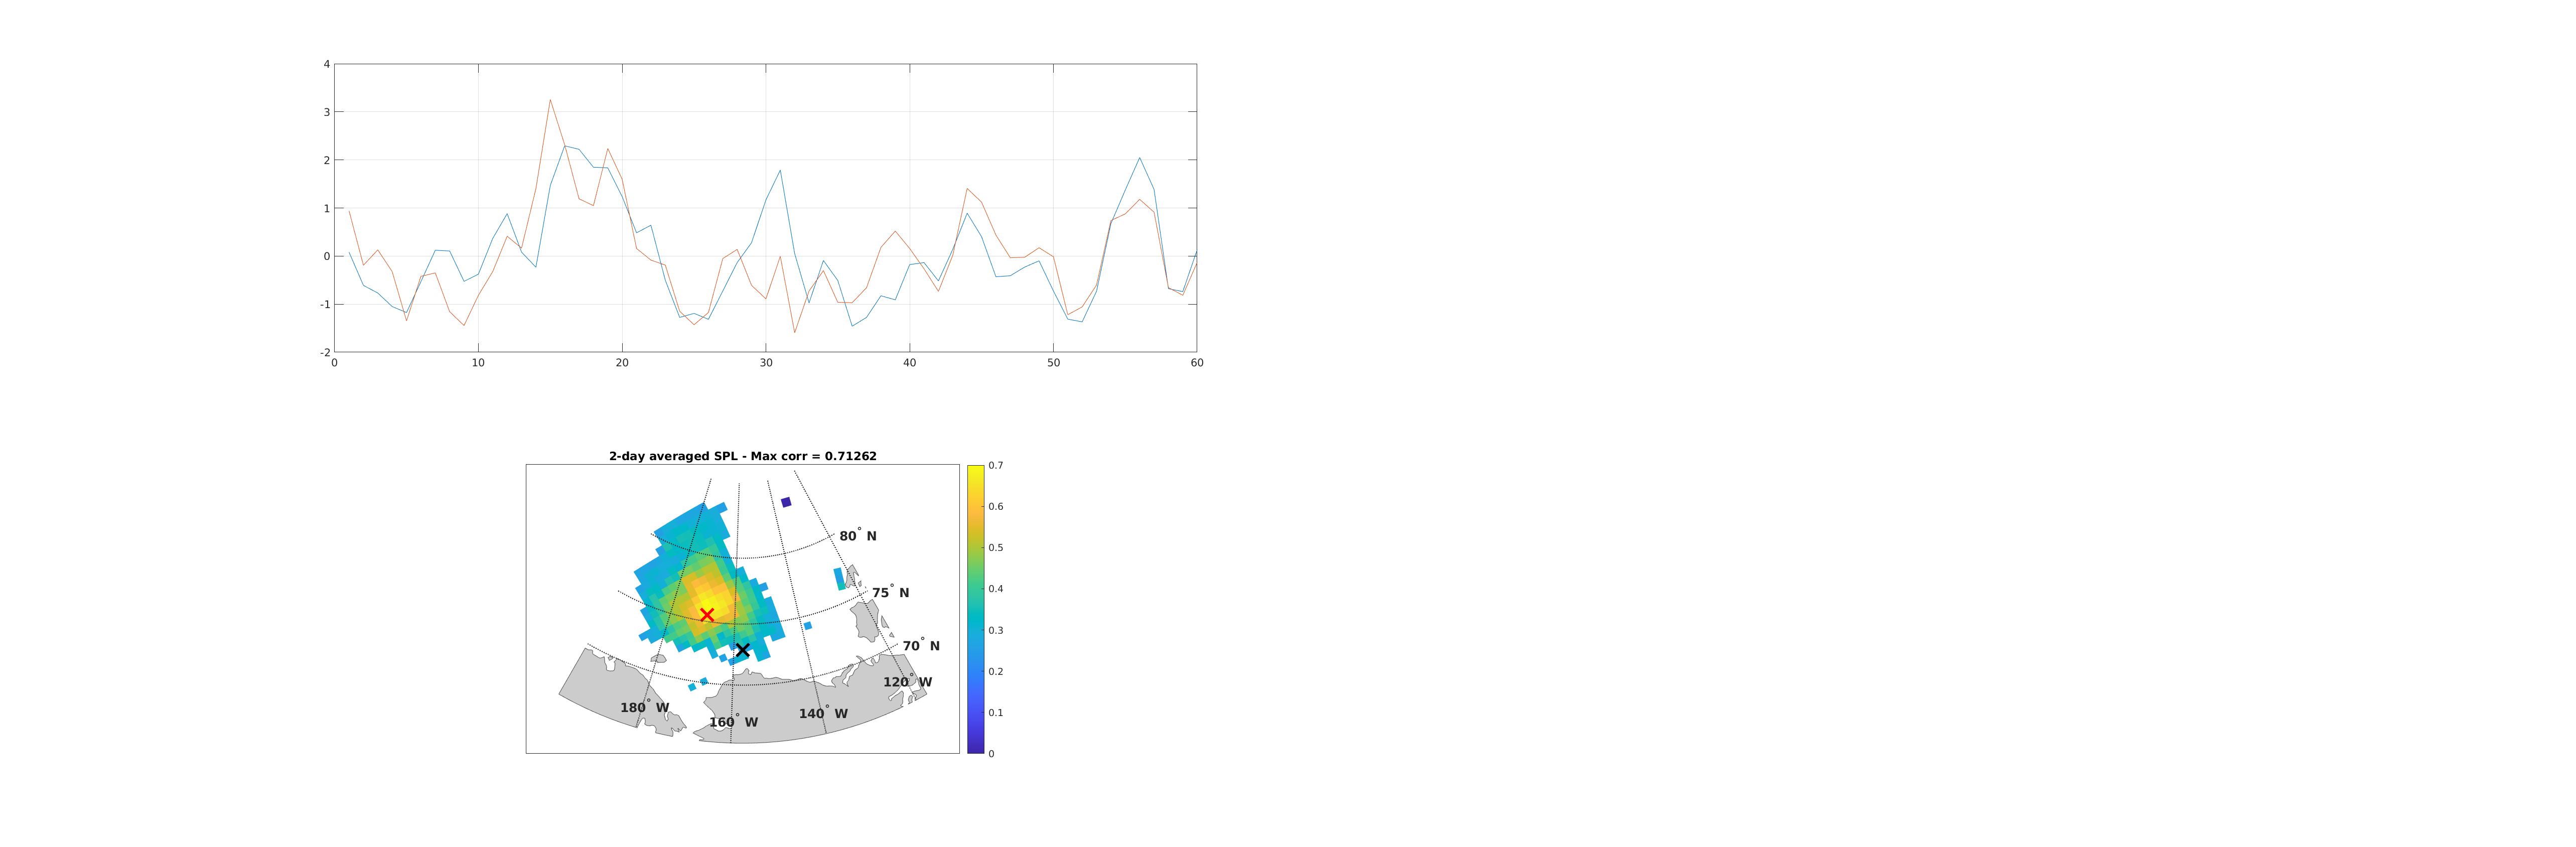 4
3
2
1
0
-1
-2
0 10 20 30 40 50 60
2-day averaged SPL - Max corr = 0.71262
0.7
0.6
0.5
0.4
0.3
0.2
0.1
0
80° N
75° N
70° N
120° W
180° W
160° W
140° W